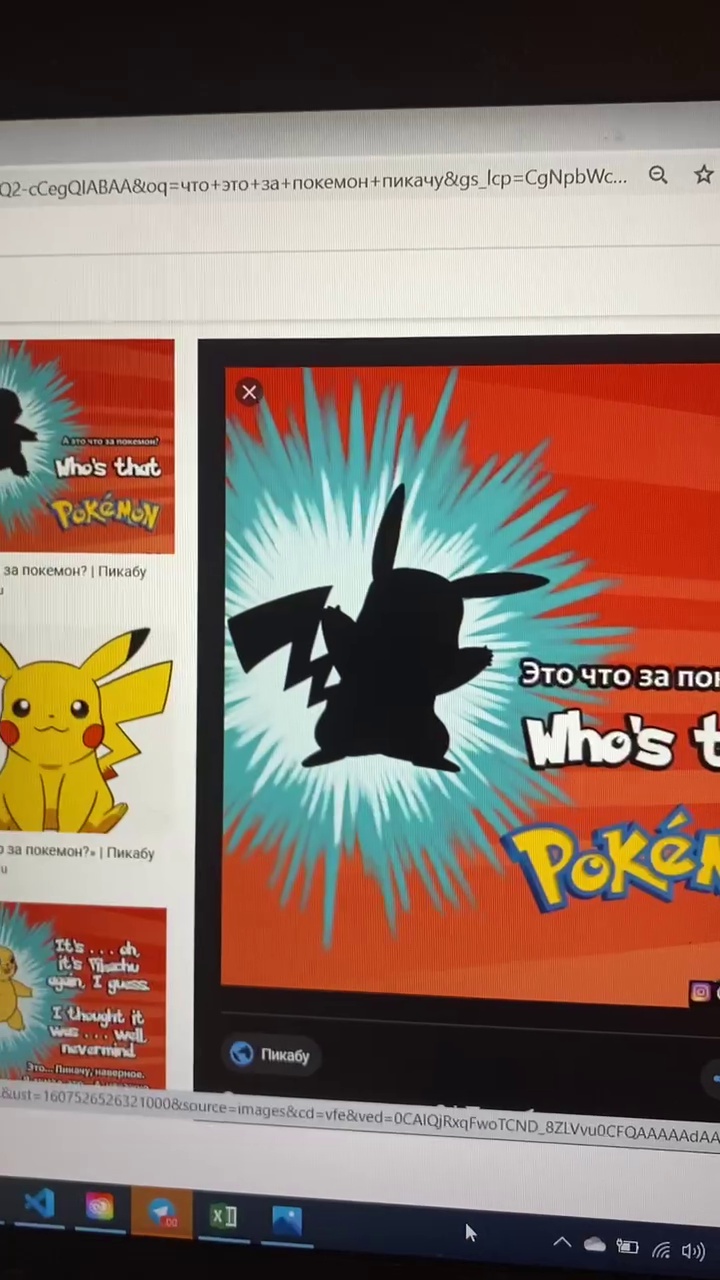 Q2-cCegQIABAA&oq=что+это+за+покемон+пикачу&gs_lcp=CgNpbWc...
А это что за покемон?
Who's that
POKÉMON
за покемон? | Пикабу
за покемон?» | Пикабу
u
It's . . . oh,
it's Pikachu
again, I guess.
I thought it
was . . . well,
nevermind
Это... Пикачу, наверное.
Это что за пок
Who's t
POKÉM
Пикабу
&ust=1607526526321000&source=images&cd=vfe&ved=0CAIQjRxqFwoTCND_8ZLVvu0CFQAAAAAdAA